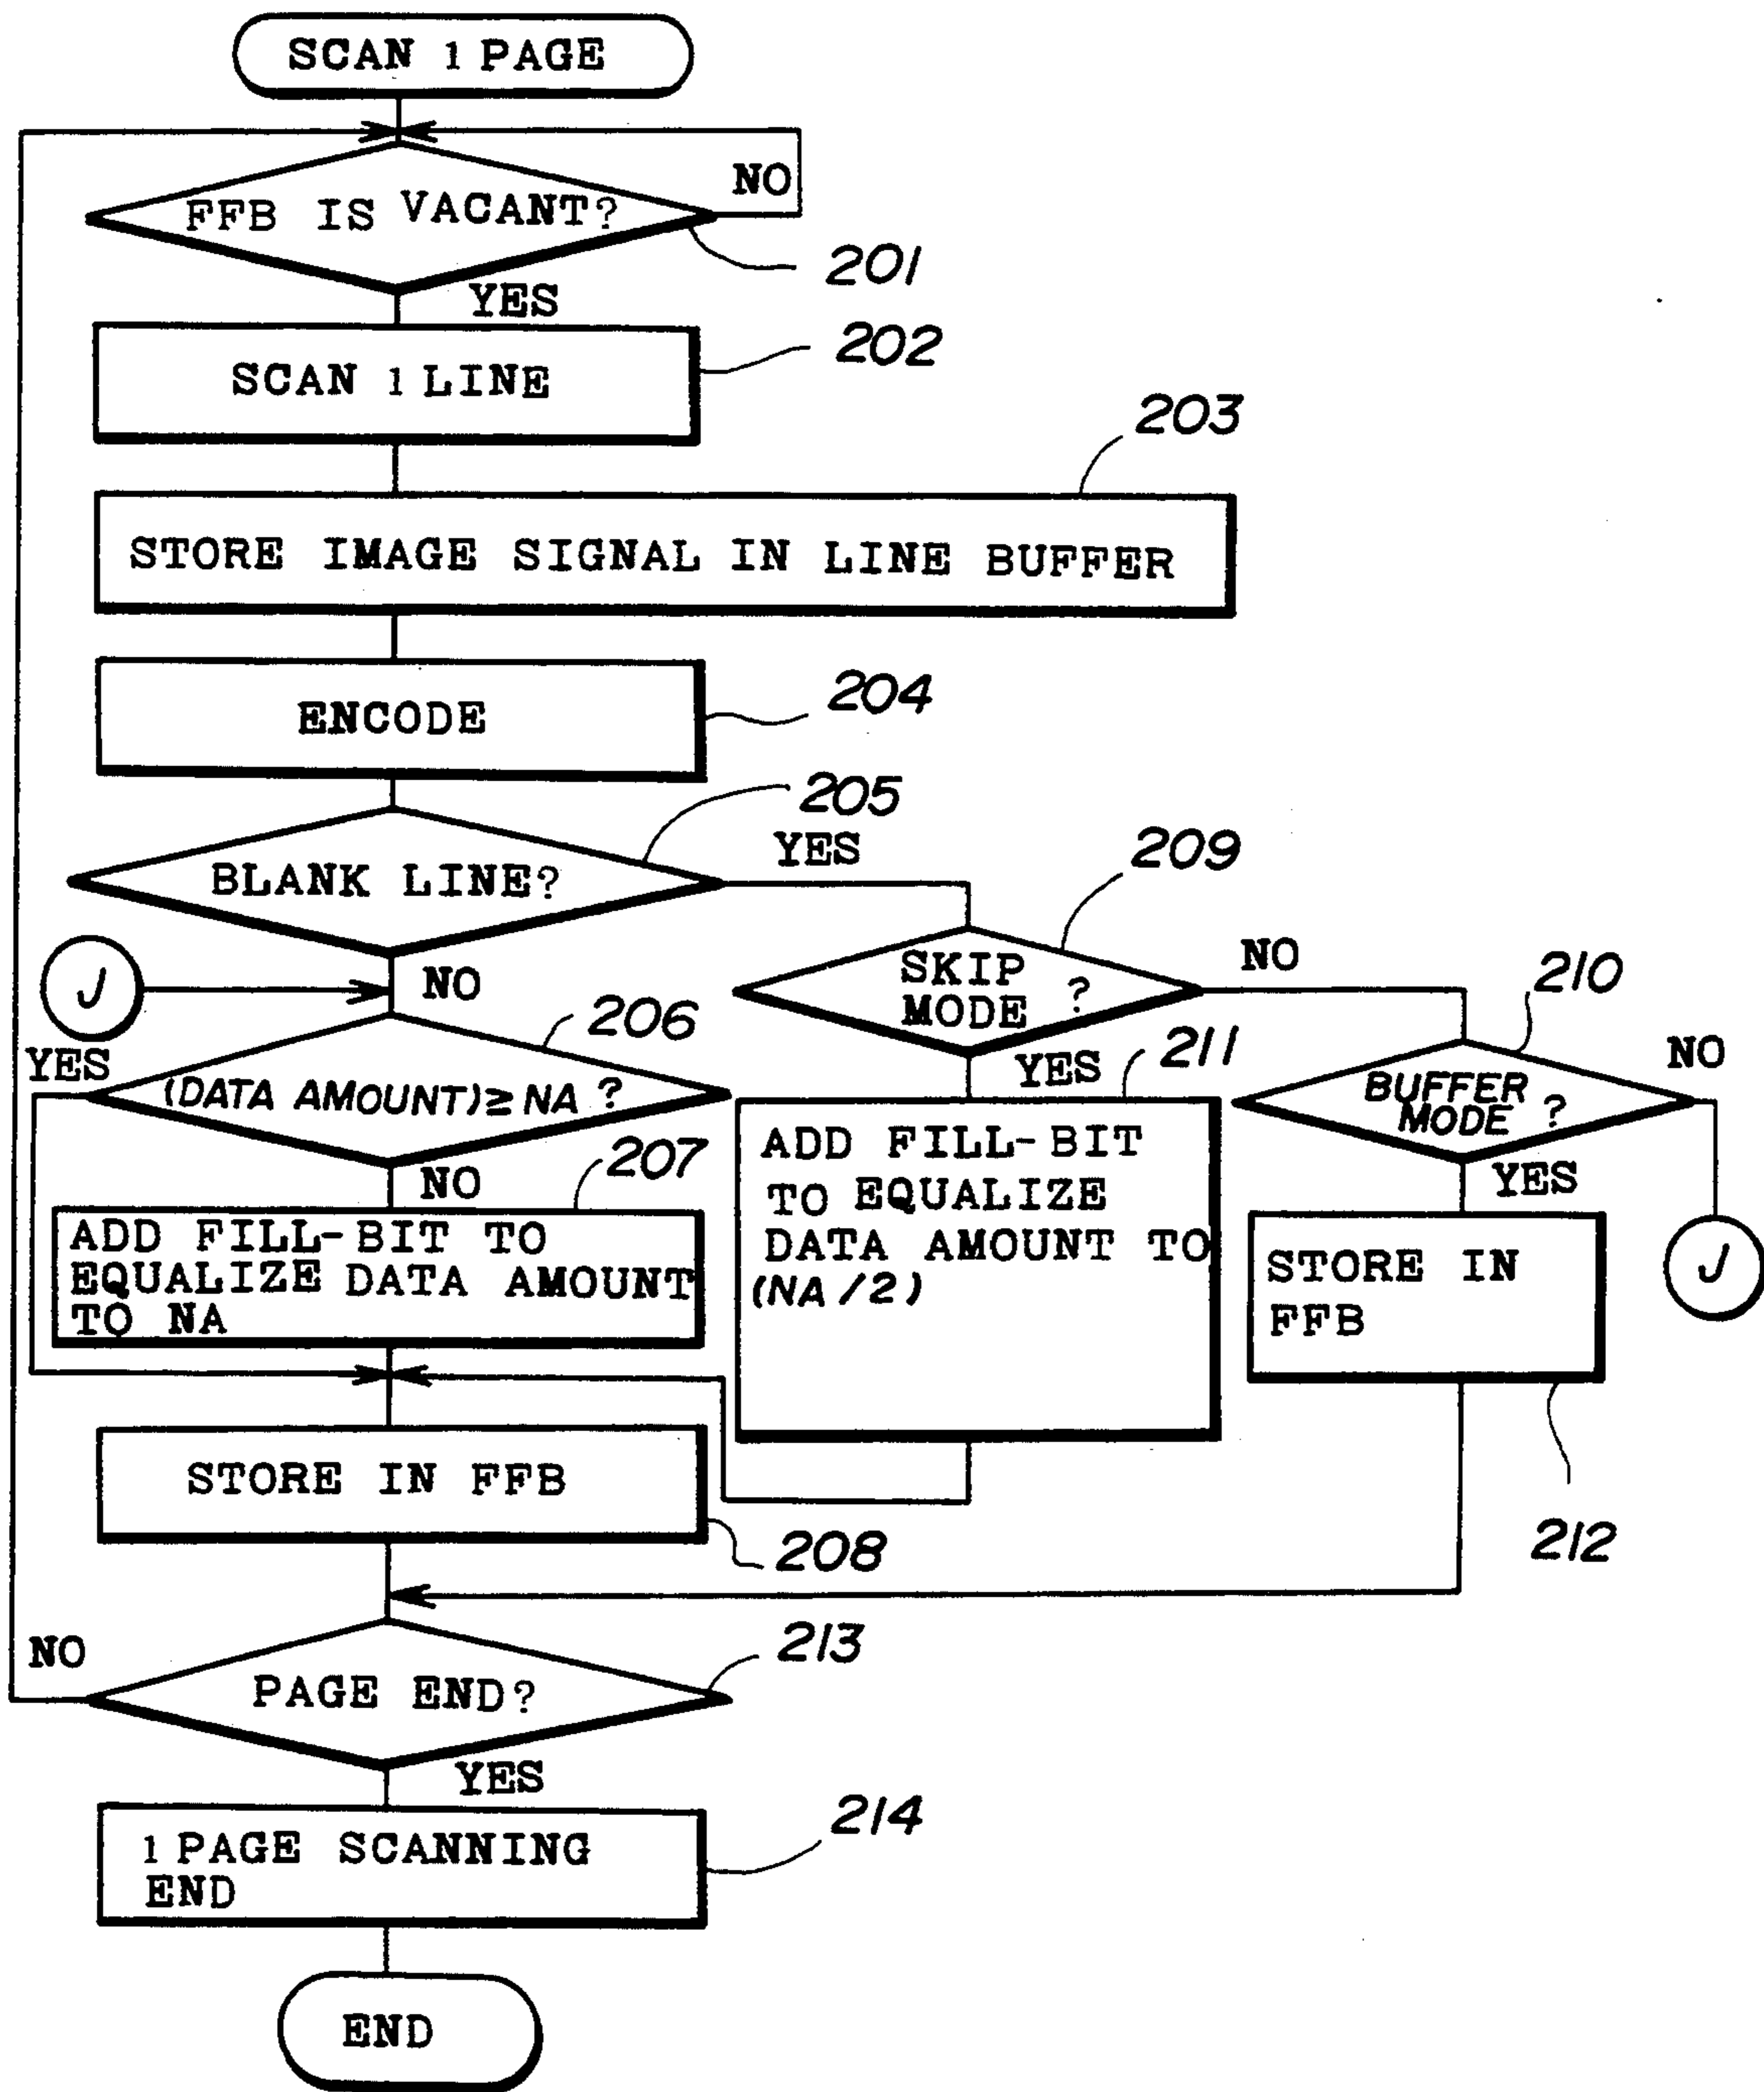 SCAN 1 PAGE
NO
FFB IS VACANT?
201
YES
202
SCAN 1 LINE
203
STORE IMAGE SIGNAL IN LINE BUFFER
204
ENCODE
205
YES
BLANK LINE?
209
NO
J
NO
SKIP
MODE ?
210
206
211
NO
YES
YES
(DATA AMOUNT)≥NA ?
BUFFER
MODE ?
207
NO
YES
ADD FILL-BIT TO
EQUALIZE DATA AMOUNT
TO NA
ADD FILL-BIT
TO EQUALIZE
DATA AMOUNT TO
(NA/2)
STORE IN
FFB
J
STORE IN FFB
208
212
213
NO
PAGE END?
YES
214
1 PAGE SCANNING
END
END